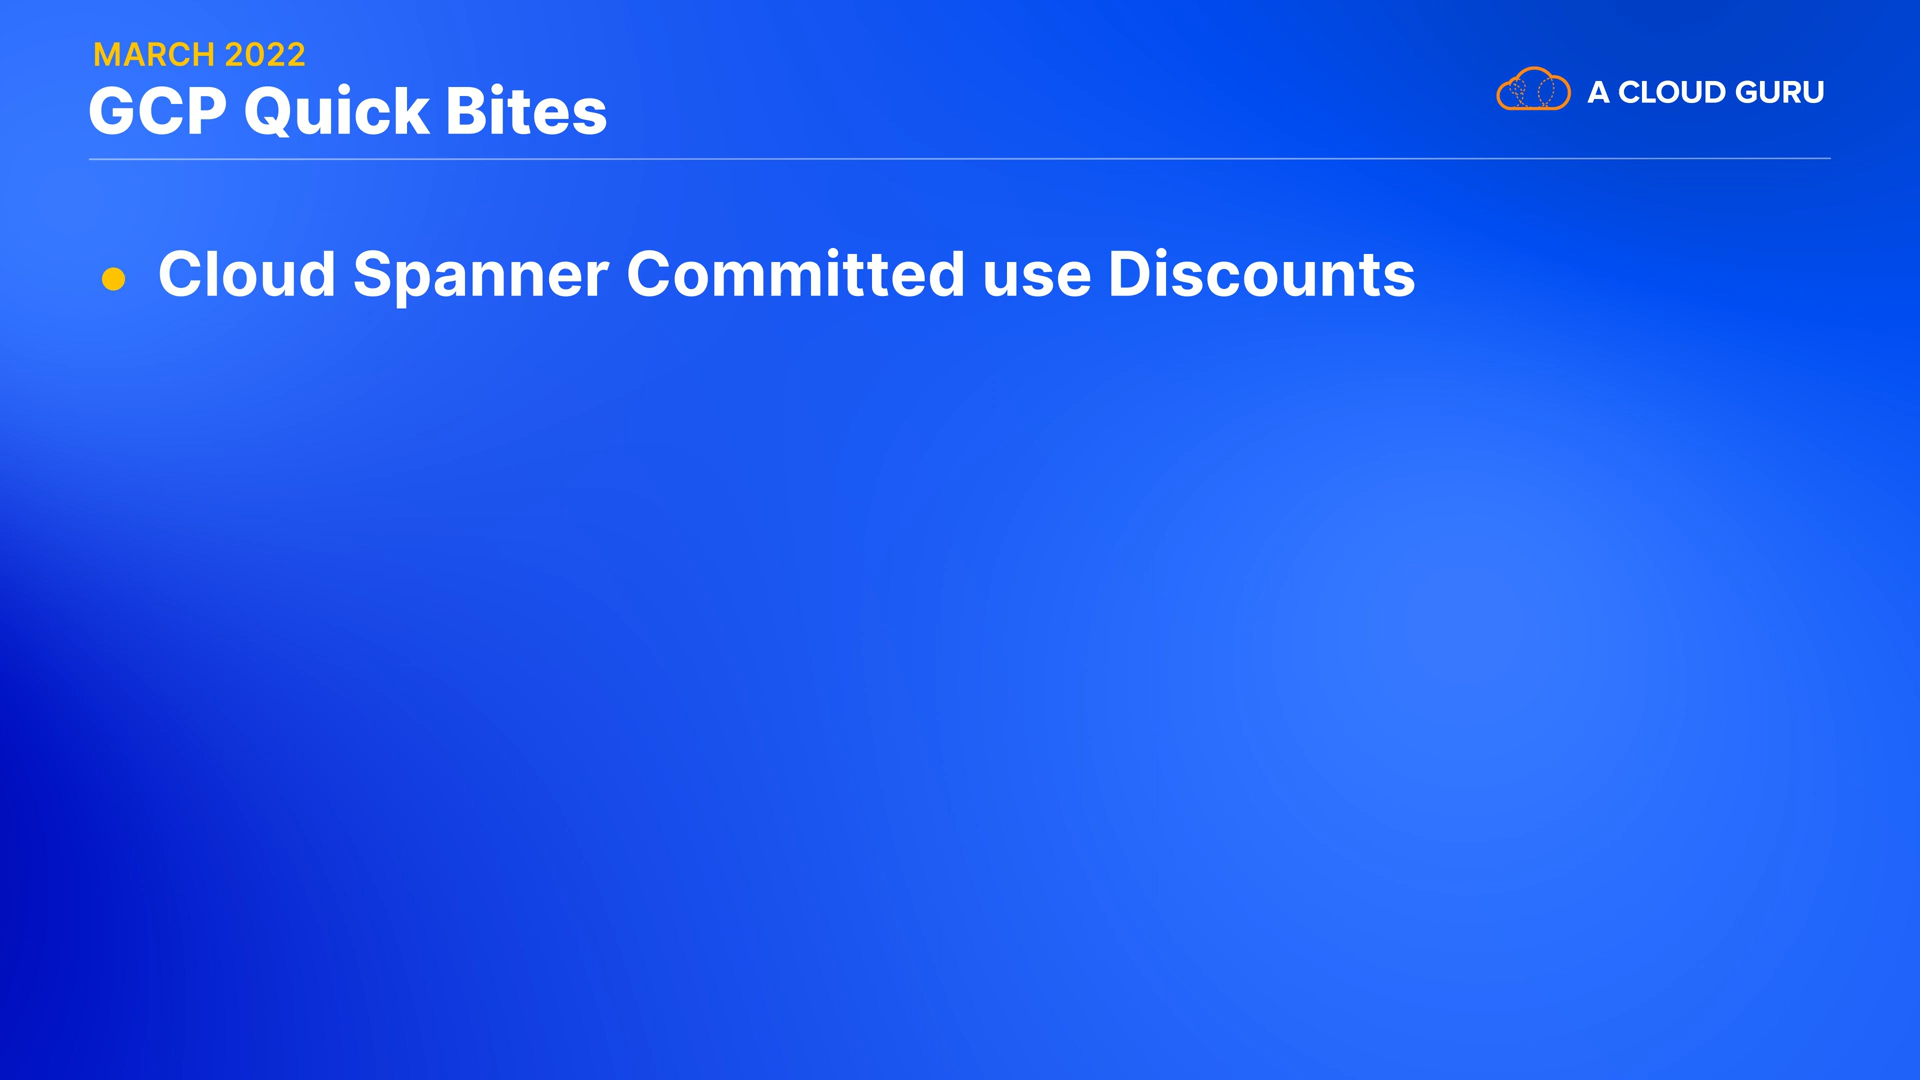 MARCH 2022
GCP Quick Bites
A CLOUD GURU
Cloud Spanner Committed use Discounts